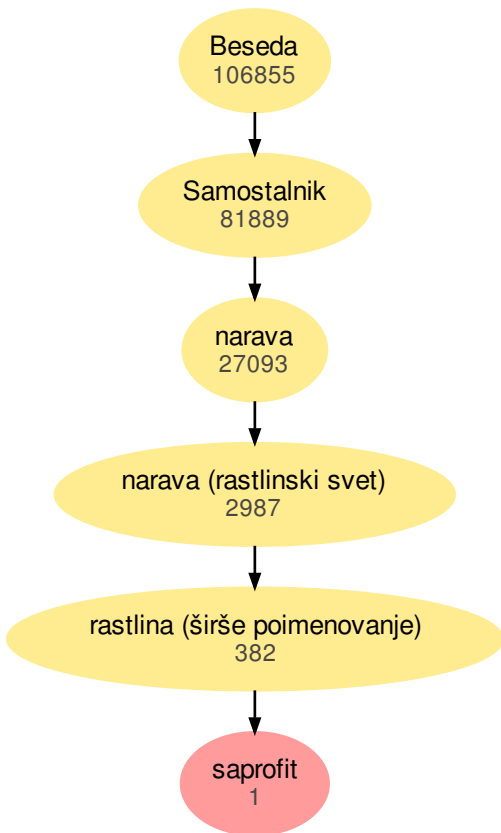 Beseda
106855
Samostalnik
81889
narava
27093
narava (rastlinski svet)
2987
rastlina (širše poimenovanje)
382
saprofit
1